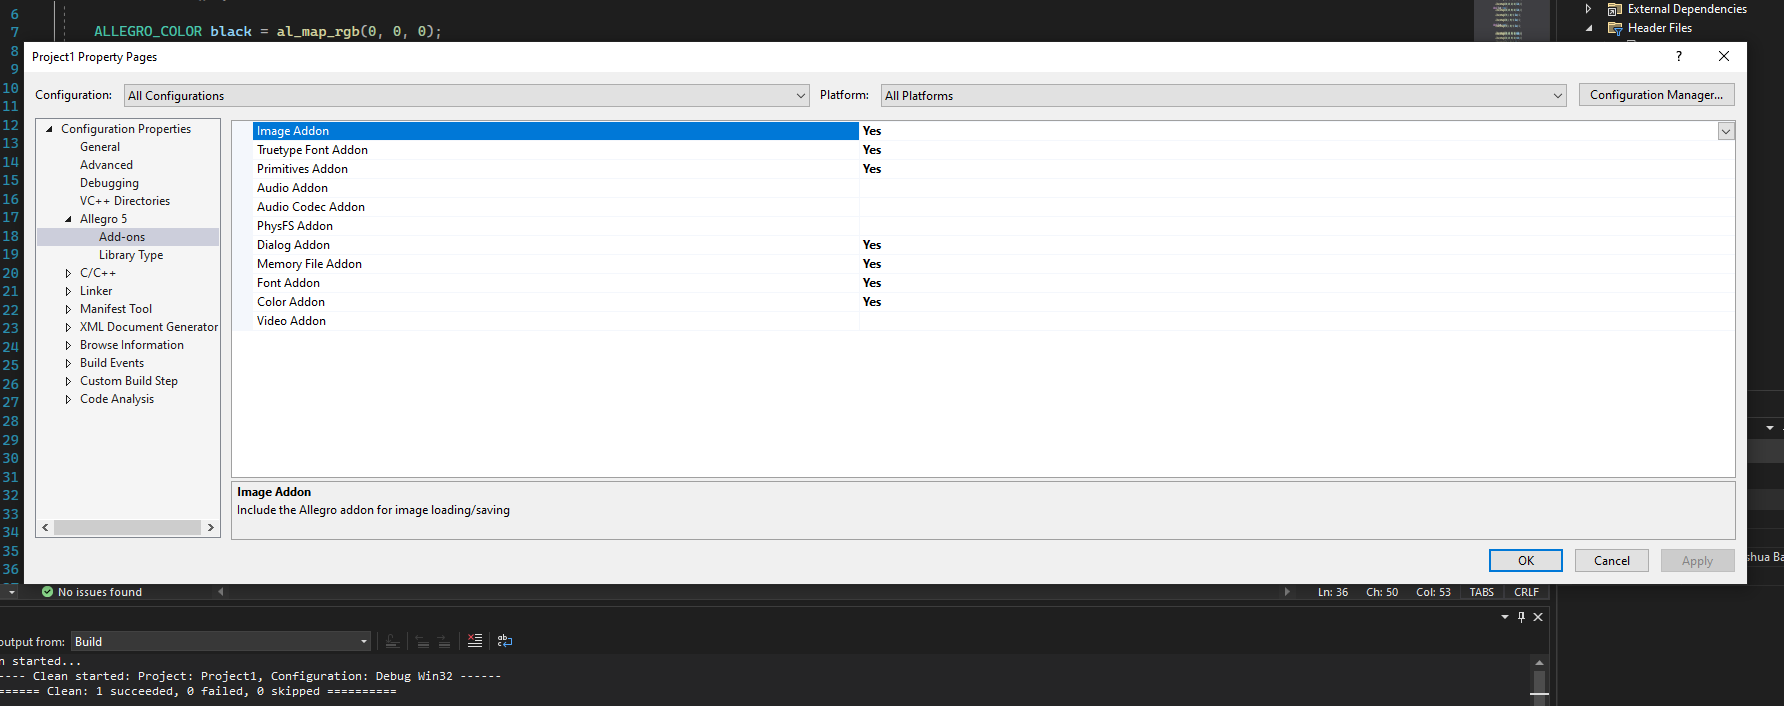 6
7 ALLEGRO_COLOR black = al_map_rgb(0, 0, 0);
External Dependencies
Header Files
8
9
10
11
12
13
14
15
16
17
18
19
20
21
22
23
24
25
26
27
28
29
30
31
32
33
34
35
36
Project1 Property Pages
?
Configuration: All Configurations Platform: All Platforms Configuration Manager...
Configuration Properties
General
Advanced
Debugging
VC++ Directories
Allegro 5
Add-ons
Library Type
C/C++
Linker
Manifest Tool
XML Document Generator
Browse Information
Build Events
Custom Build Step
Code Analysis
Image Addon Yes
Truetype Font Addon Yes
Primitives Addon Yes
Audio Addon
Audio Codec Addon
PhysFS Addon
Dialog Addon Yes
Memory File Addon Yes
Font Addon Yes
Color Addon Yes
Video Addon
Image Addon
Include the Allegro addon for image loading/saving
OK Cancel Apply
shua Ba
No issues found Ln: 36 Ch: 50 Col: 53 TABS CRLF
output from: Build
n started...
---- Clean started: Project: Project1, Configuration: Debug Win32 ------
====== Clean: 1 succeeded, 0 failed, 0 skipped ==========